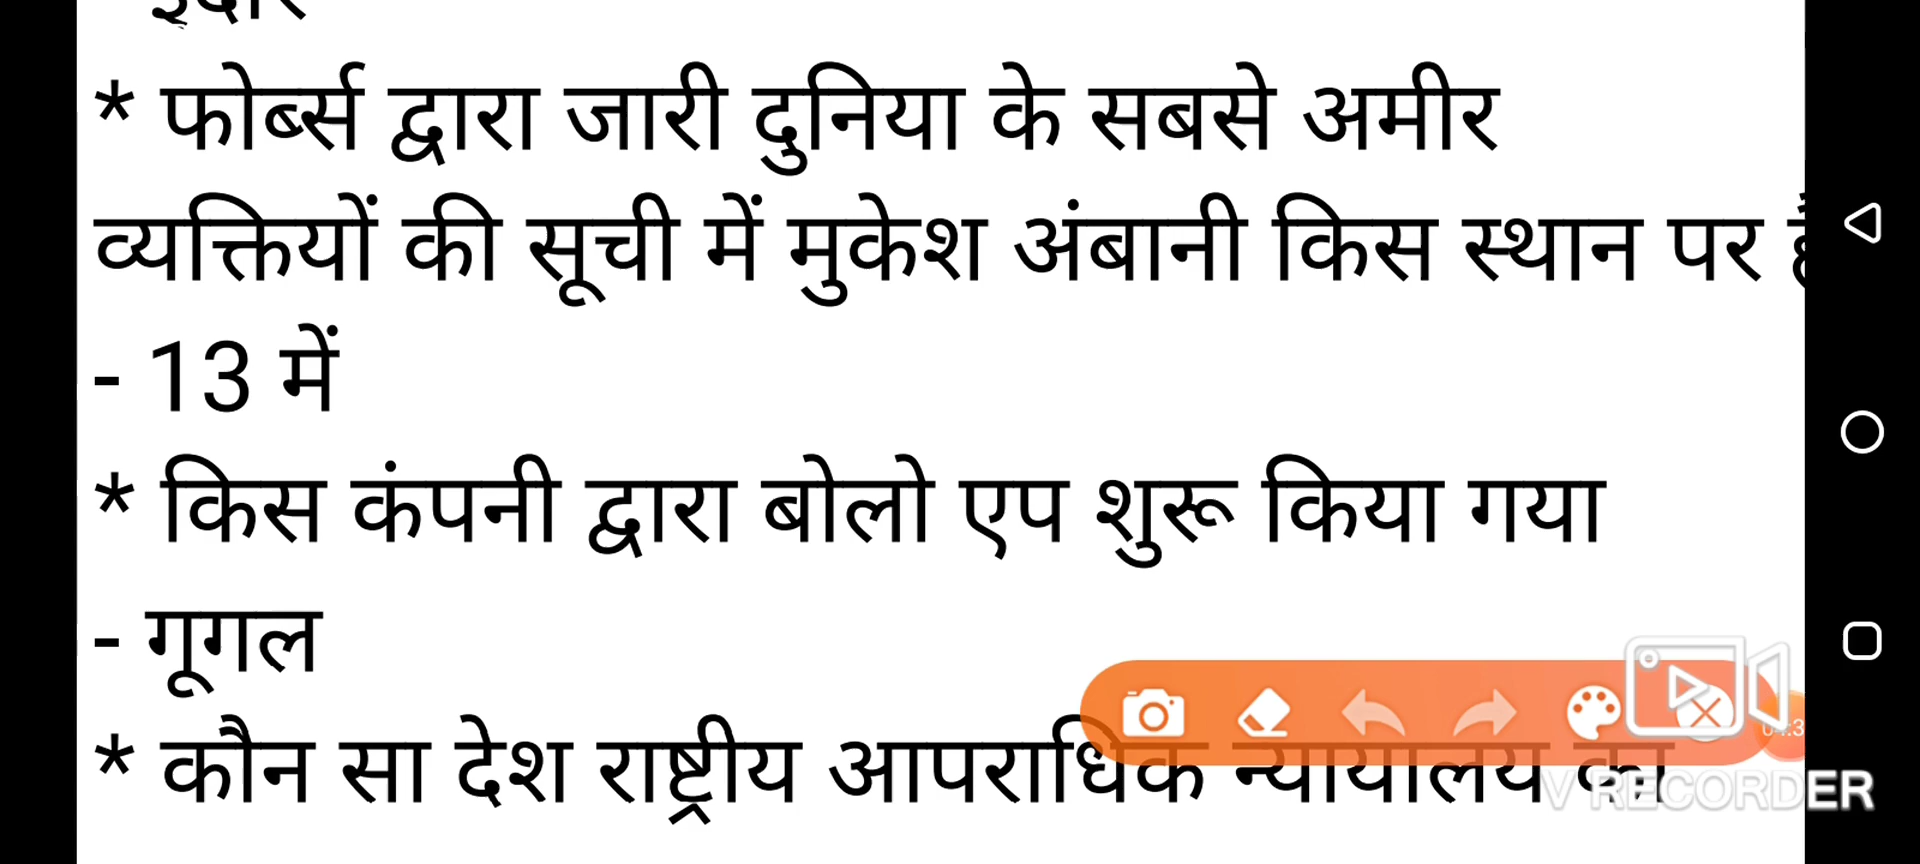 * फोर्ब्स द्वारा जारी दुनिया के सबसे अमीर
व्यक्तियों की सूची में मुकेश अंबानी किस स्थान पर
- 13 में
* किस कंपनी द्वारा बोलो एप शुरू किया गया
- गूगल
* कौन सा देश राष्ट्रीय आपराधिक न्यायालय का
V RECORDER